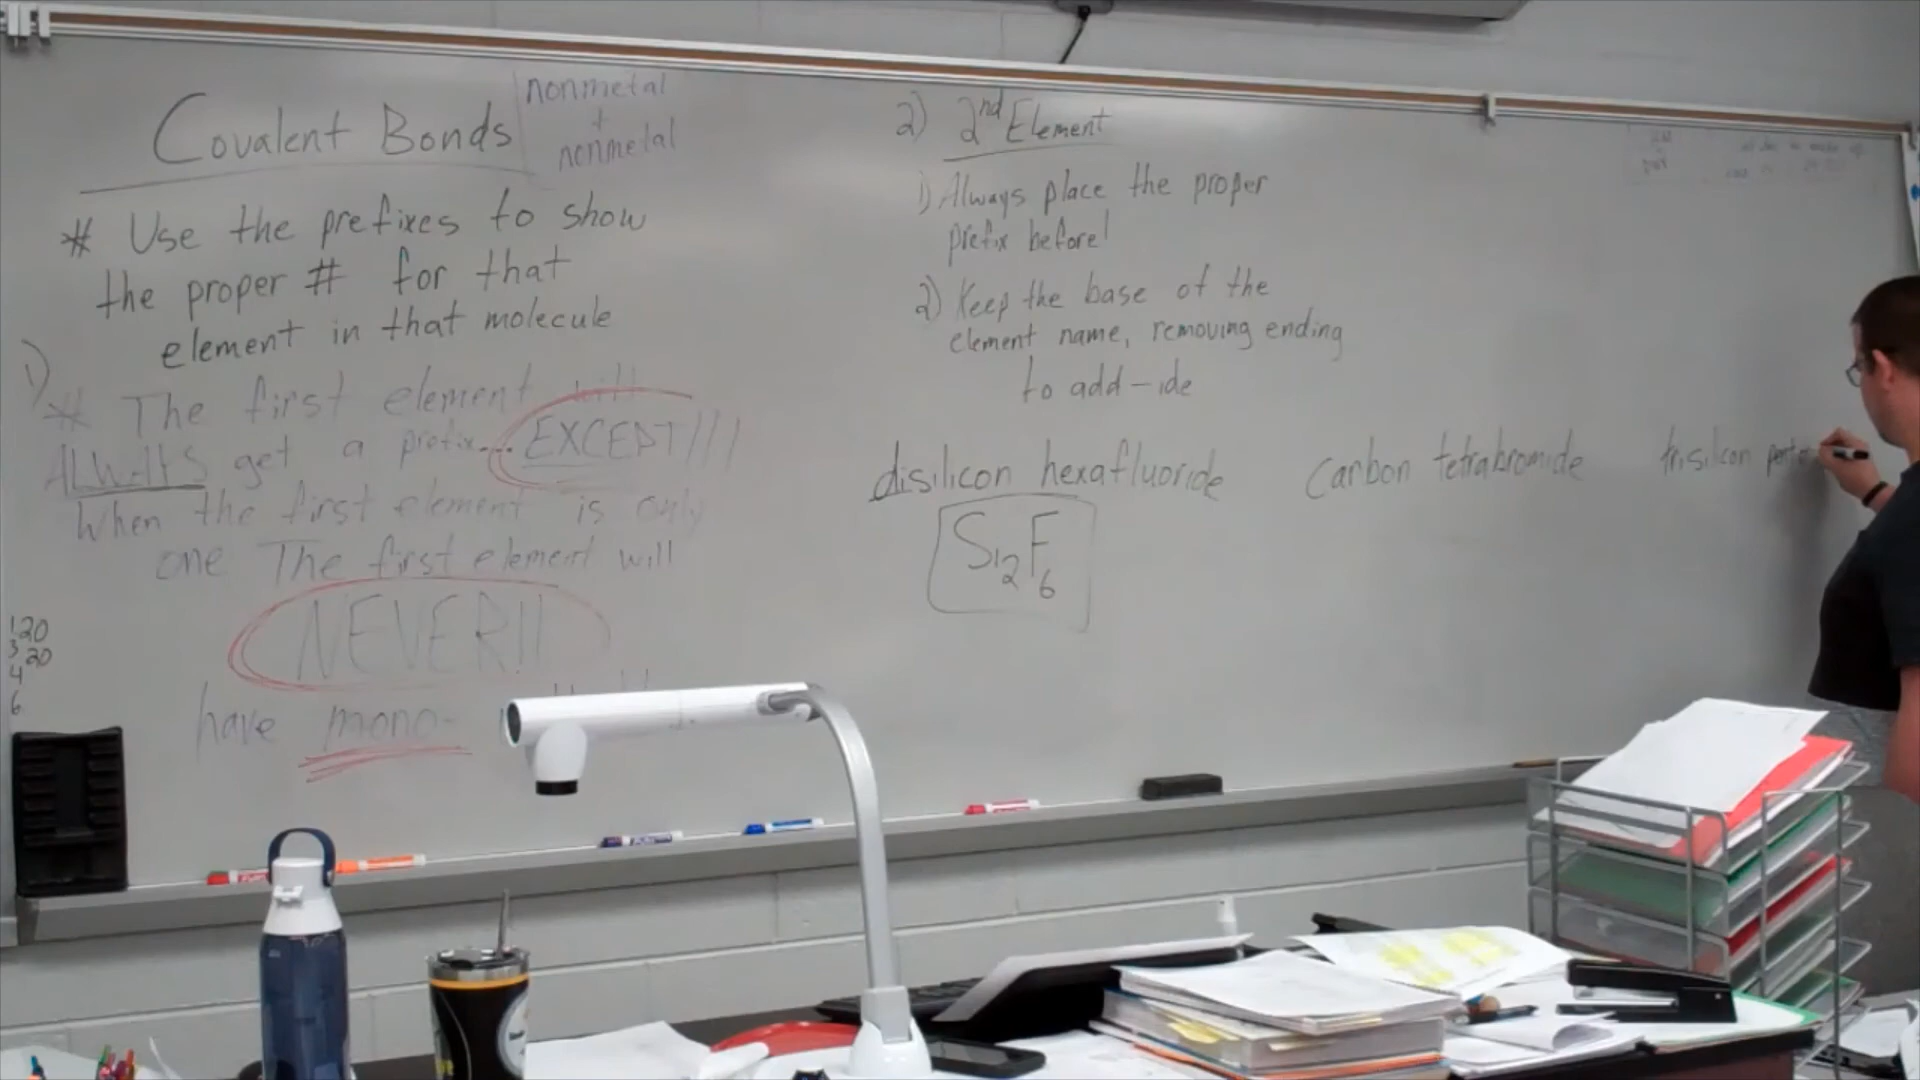 Covalent Bonds
nonmetal
+
nonmetal
* Use the prefixes to show
the proper # for that
element in that molecule
1)
* The first element will
ALWAYS get a prefix... EXCEPT!!!
When the first element is only
one The first element will
NEVER!!
have mono-
120
3 20
4
6
2) 2nd Element
1) Always place the proper
prefix before!
2) Keep the base of the
element name, removing ending
to add -ide
disilicon hexafluoride
Si2F6
Carbon tetrabromide
trisilicon